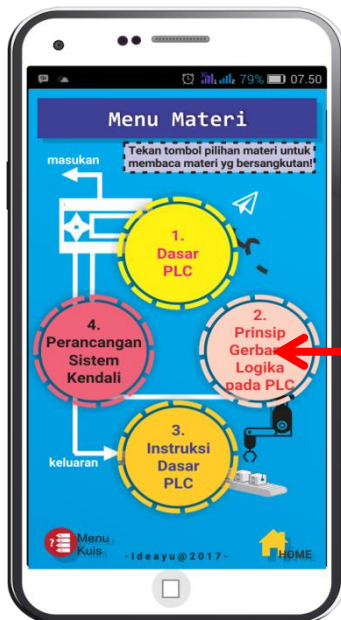 79% 07.50
Menu Materi
Tekan tombol pilihan materi untuk
membaca materi yg bersangkutan!
masukan
1.
Dasar
PLC
2.
Prinsip
Logika
pada PLC
4.
Perancangan
Sistem
Kendali
3.
Instruksi
Dasar
PLC
keluaran
? Menu
Kuis
-Ideayu@2017-
HOME